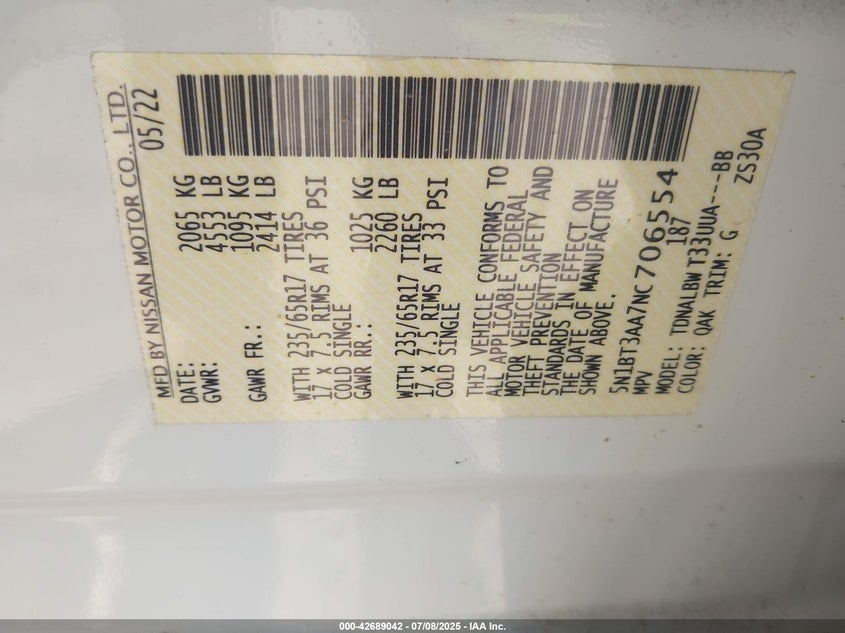 MFD BY NISSAN MOTOR CO., LTD.
DATE: 05/22
GVWR: 2065 KG
4553 LB
GAWR FR.: 1095 KG
2414 LB
WITH 235/65R17 TIRES
17 X 7.5 RIMS AT 36 PSI
COLD SINGLE
GAWR RR.: 1025 KG
2260 LB
WITH 235/65R17 TIRES
17 X 7.5 RIMS AT 33 PSI
COLD SINGLE
THIS VEHICLE CONFORMS TO
ALL APPLICABLE FEDERAL
MOTOR VEHICLE SAFETY AND
THEFT PREVENTION
STANDARDS IN EFFECT ON
THE DATE OF MANUFACTURE
SHOWN ABOVE.
5N1BT3AA7NC706554
MPV 187
MODEL: TDNALBW T33UUA---BB
COLOR: QAK TRIM: G ZS30A
000-42689042 - 07/08/2025 - IAA Inc.